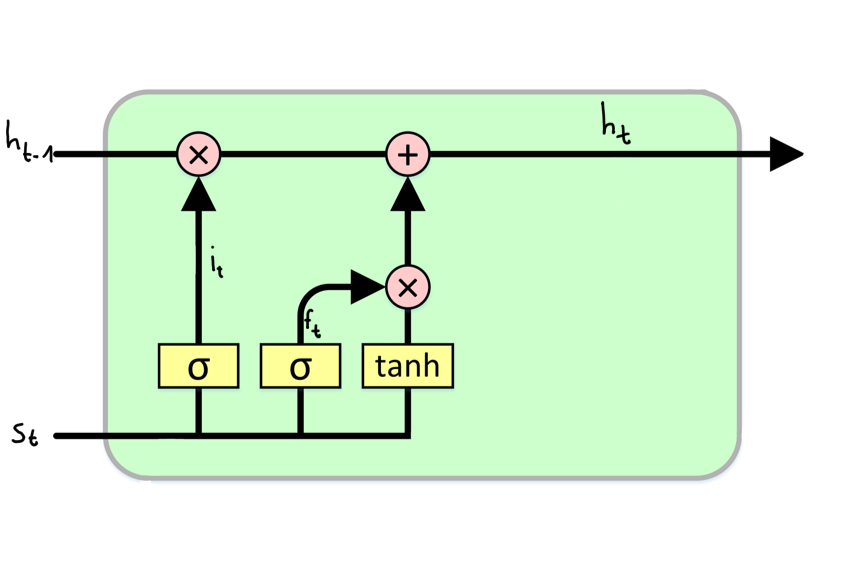 h_t
h_{t-1} × +
i_t
×
f_t
σ σ tanh
s_t